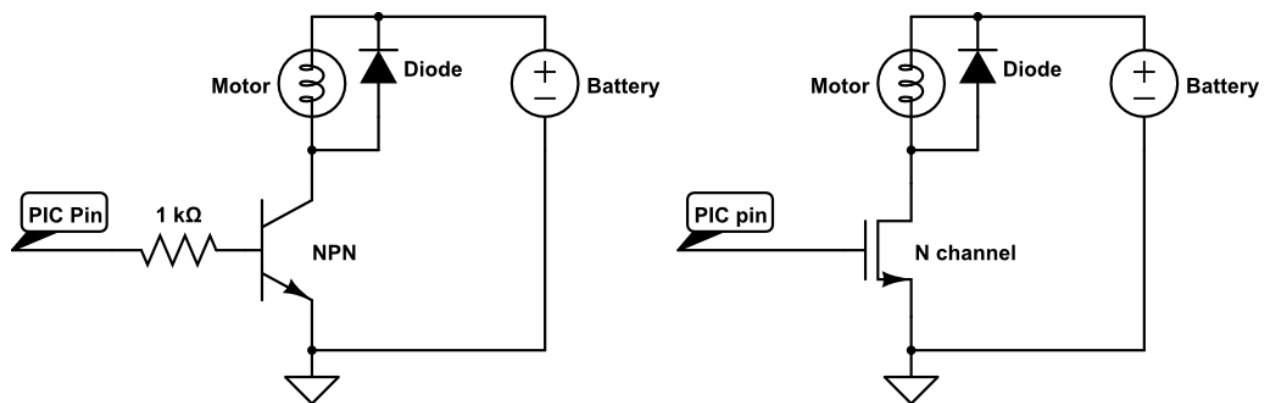 Motor
Diode
Battery
PIC Pin
1 kΩ
NPN
Motor
Diode
Battery
PIC pin
N channel